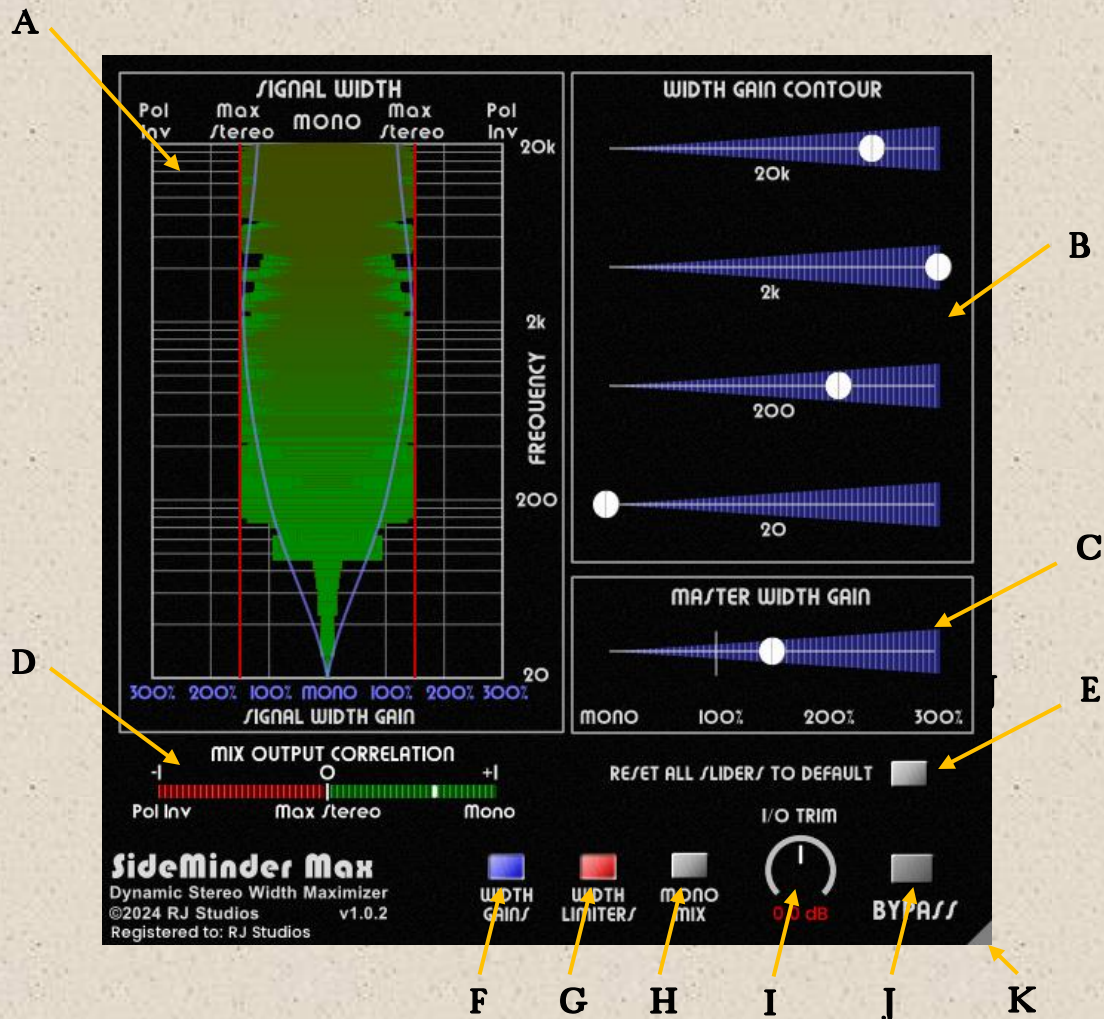 A
SIGNAL WIDTH
Pol Inv
Max Stereo
MONO
Max Stereo
Pol Inv
20k
2k
FREQUENCY
200
20
300% 200% 100% MONO 100% 200% 300%
SIGNAL WIDTH GAIN
WIDTH GAIN CONTOUR
20k
2k
200
20
B
C
MASTER WIDTH GAIN
MONO 100% 200% 300%
J
D
E
MIX OUTPUT CORRELATION
-1 0 +1
Pol Inv Max Stereo Mono
RESET ALL SLIDERS TO DEFAULT
I/O TRIM
0.0 dB
SideMinder Max
Dynamic Stereo Width Maximizer
©2024 RJ Studios v1.0.2
Registered to: RJ Studios
WIDTH
GAINS
WIDTH
LIMITERS
MONO
MIX
BYPASS
F G H I J K